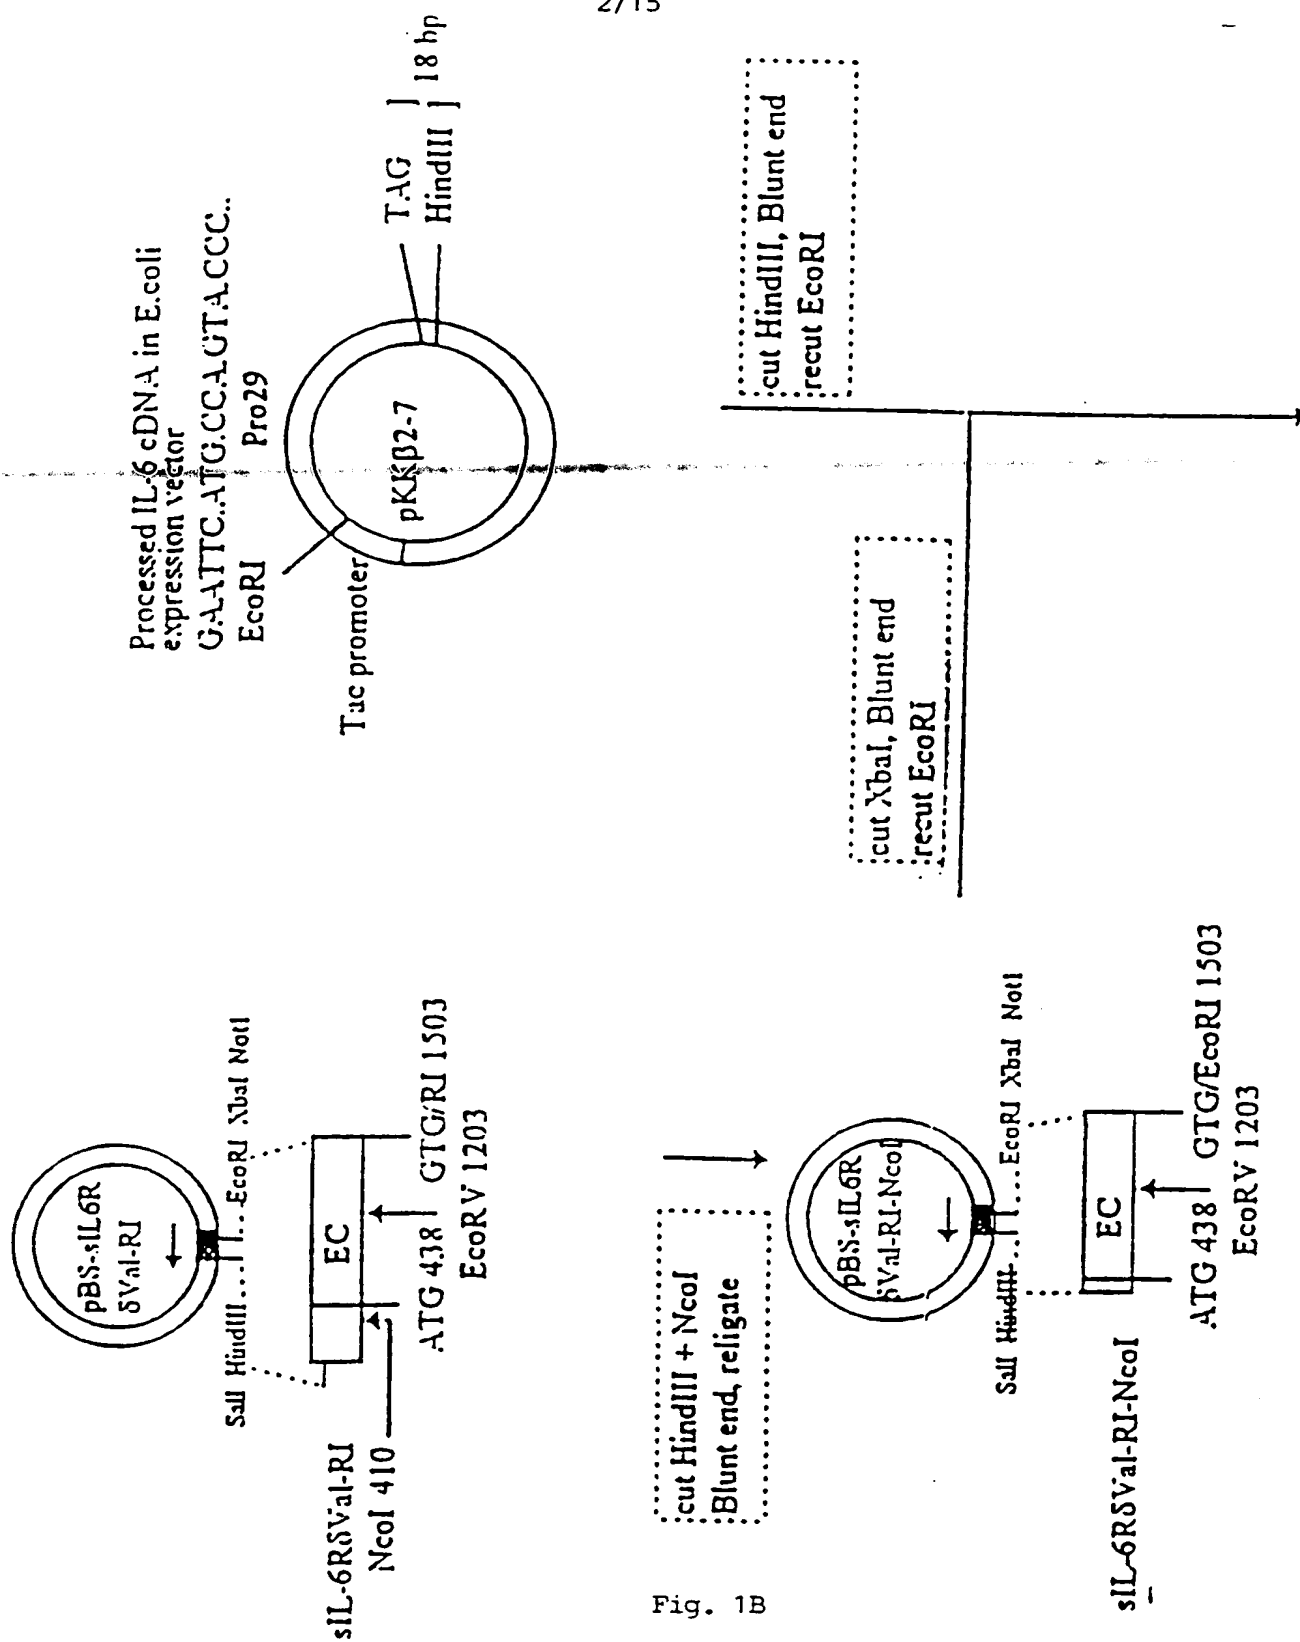 2/15
pBS-sIL6R
δVal-RI
SalI HindIII....
...EcoRI XbaI NotI
sIL-6RδVal-RI
NcoI 410
EC
ATG 438
GTG/RI 1503
EcoRV 1203
Processed IL-6 cDNA in E.coli
expression vector
GAATTC.ATG.CCA.GTA.CCC..
EcoRI
Pro29
Tac promoter
pKKβ2-7
TAG ]
HindIII ] 18 bp
cut HindIII + NcoI
Blunt end, religate
cut XbaI, Blunt end
recut EcoRI
cut HindIII, Blunt end
recut EcoRI
pBS-sIL6R
δVal-RI-NcoI
SalI HindIII...
....EcoRI XbaI NotI
EC
sIL-6RδVal-RI-NcoI
ATG 438
GTG/EcoRI 1503
EcoRV 1203
Fig. 1B